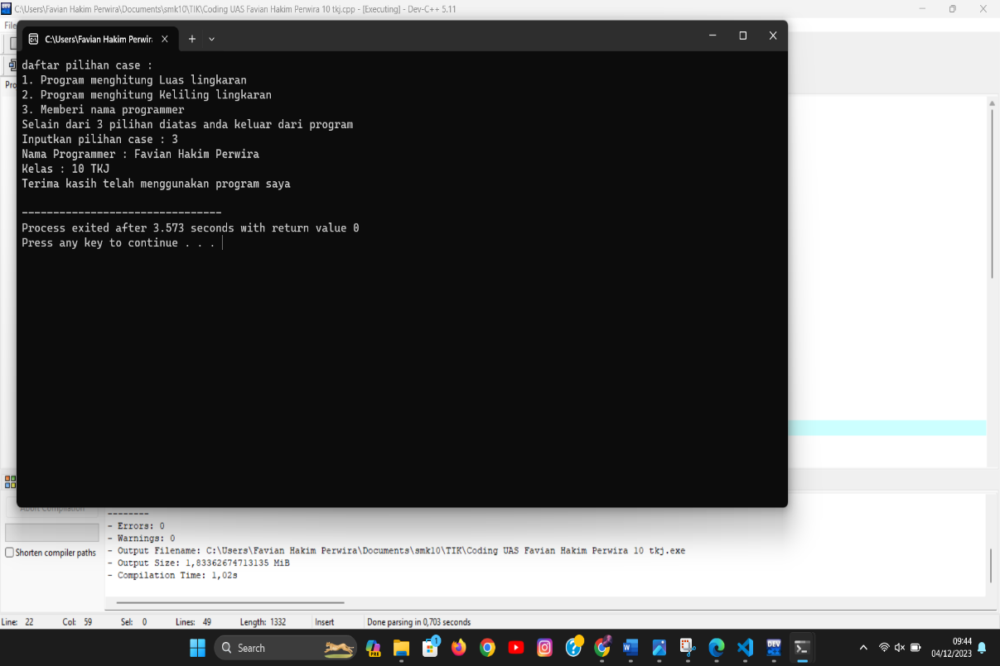 C:\Users\Favian Hakim Perwira\Documents\smk10\TIK\Coding UAS Favian Hakim Perwira 10 tkj.cpp - [Executing] - Dev-C++ 5.11
File
C:\Users\Favian Hakim Perwir
daftar pilihan case :
1. Program menghitung Luas lingkaran
2. Program menghitung Keliling lingkaran
3. Memberi nama programmer
Selain dari 3 pilihan diatas anda keluar dari program
Inputkan pilihan case : 3
Nama Programmer : Favian Hakim Perwira
Kelas : 10 TKJ
Terima kasih telah menggunakan program saya
--------------------------------
Process exited after 3.573 seconds with return value 0
Press any key to continue . . .
Pro
Abort Compilation
Shorten compiler paths
--------
- Errors: 0
- Warnings: 0
- Output Filename: C:\Users\Favian Hakim Perwira\Documents\smk10\TIK\Coding UAS Favian Hakim Perwira 10 tkj.exe
- Output Size: 1,83362674713135 MiB
- Compilation Time: 1,02s
Line: 22 Col: 59 Sel: 0 Lines: 49 Length: 1332 Insert Done parsing in 0,703 seconds
Search
PRE
1
DEV
09:44
04/12/2023